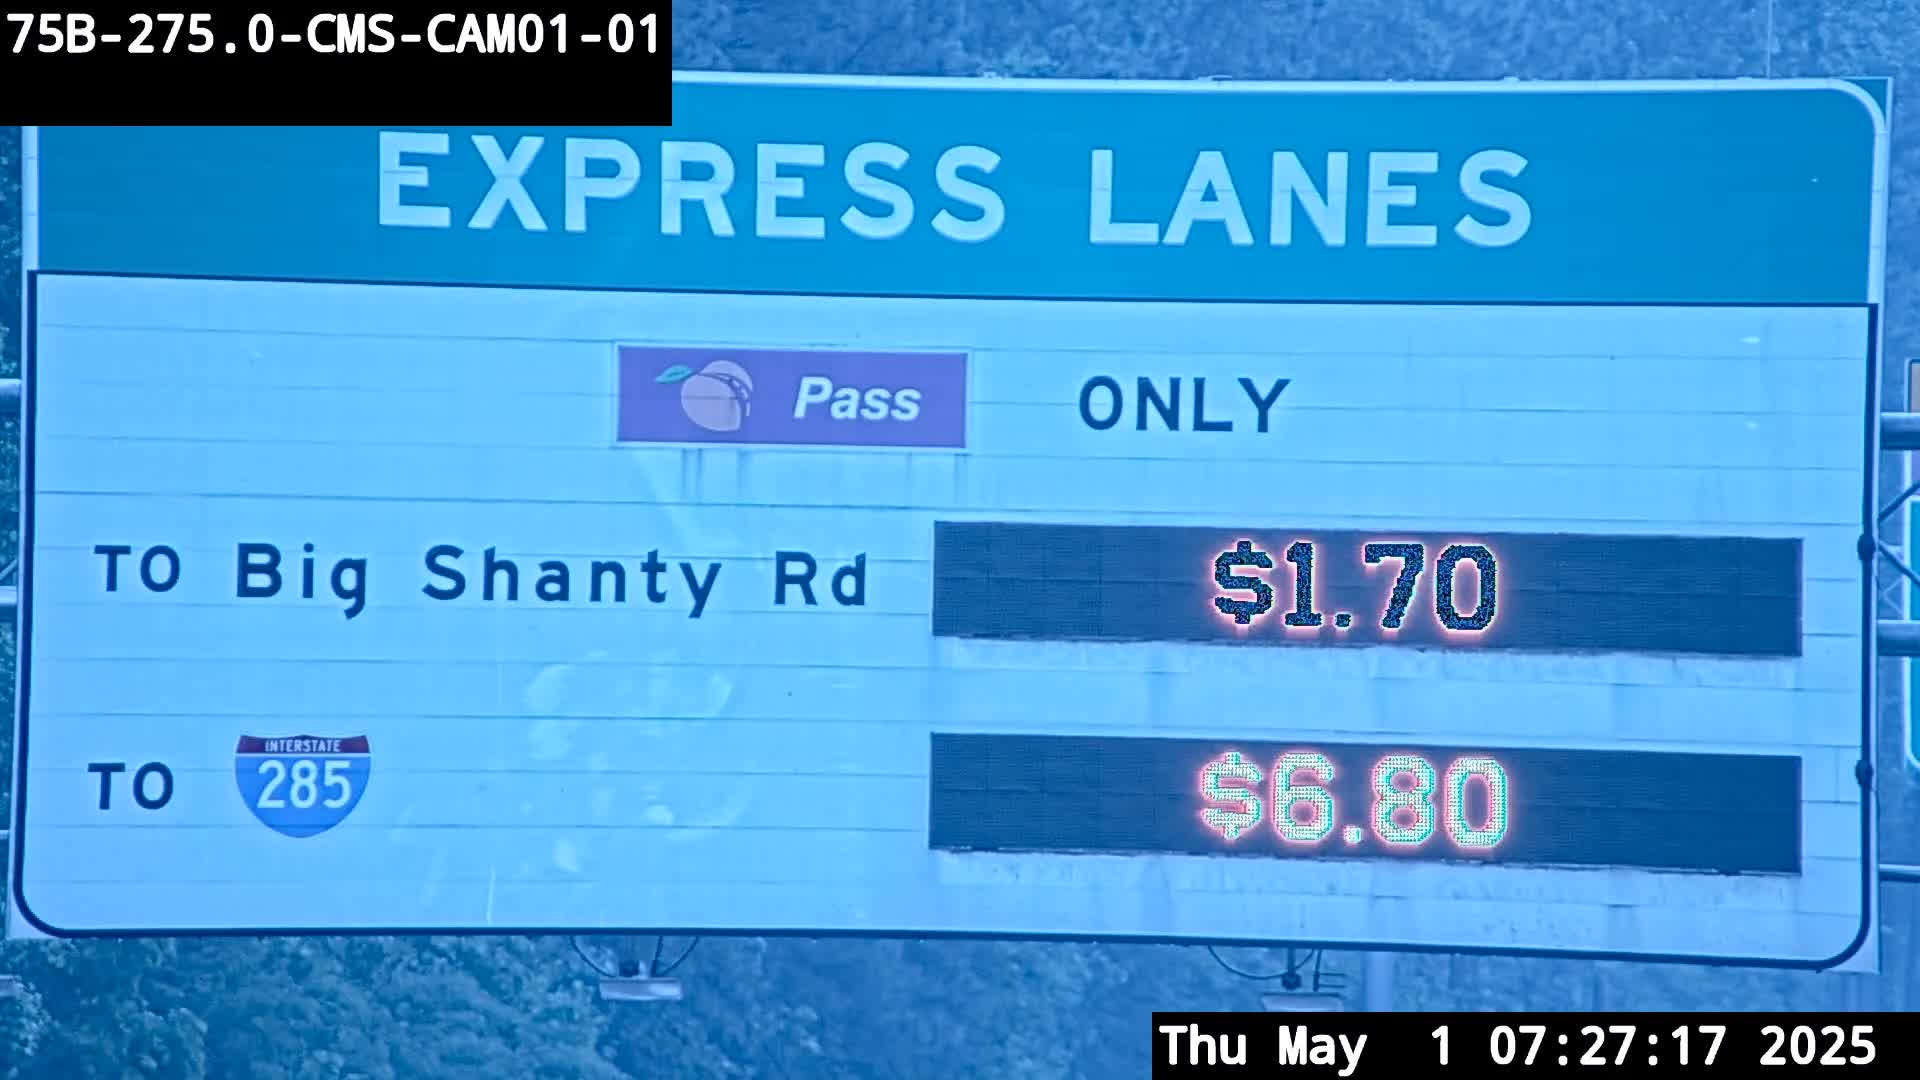 75B-275.0-CMS-CAM01-01
EXPRESS LANES
Pass ONLY
TO Big Shanty Rd $1.70
INTERSTATE
TO 285 $6.80
Thu May 1 07:27:17 2025